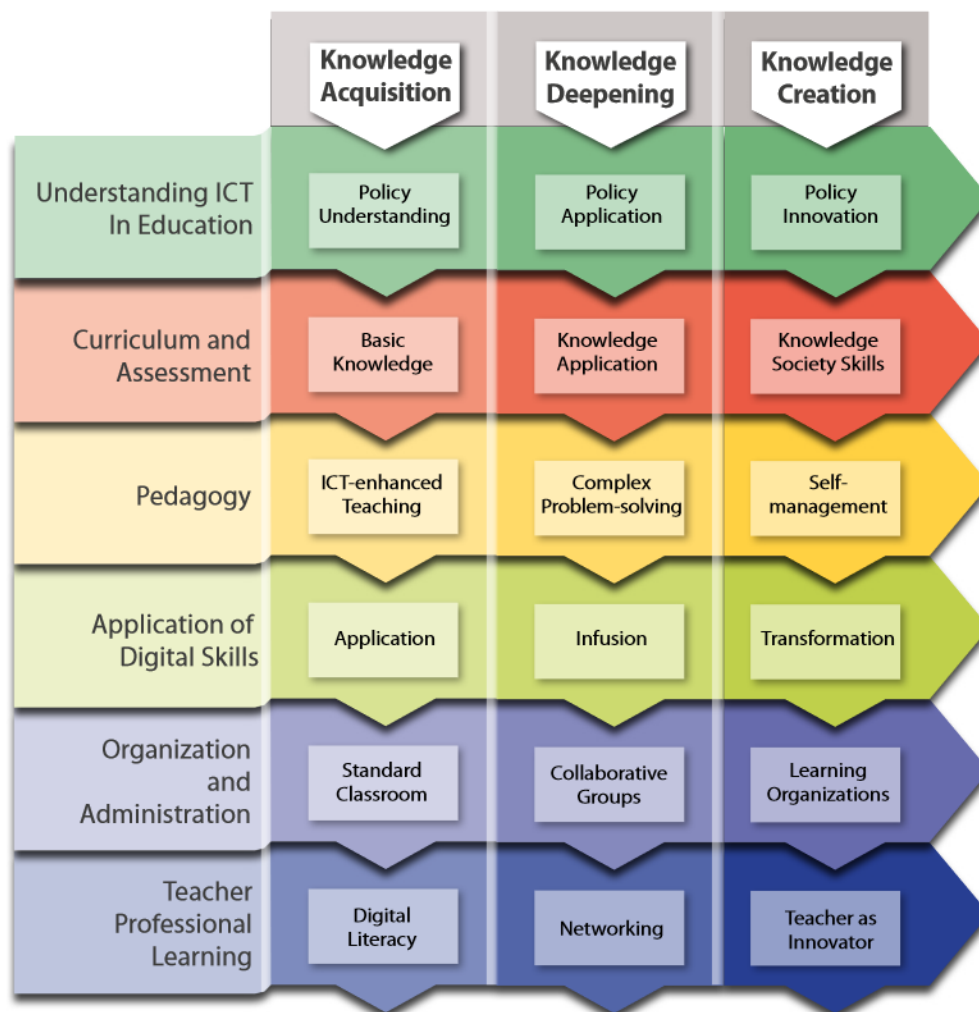 Knowledge
Acquisition
Knowledge
Deepening
Knowledge
Creation
Understanding ICT
In Education
Policy
Understanding
Policy
Application
Policy
Innovation
Curriculum and
Assessment
Basic
Knowledge
Knowledge
Application
Knowledge
Society Skills
Pedagogy
ICT-enhanced
Teaching
Complex
Problem-solving
Self-
management
Application of
Digital Skills
Application
Infusion
Transformation
Organization
and
Administration
Standard
Classroom
Collaborative
Groups
Learning
Organizations
Teacher
Professional
Learning
Digital
Literacy
Networking
Teacher as
Innovator